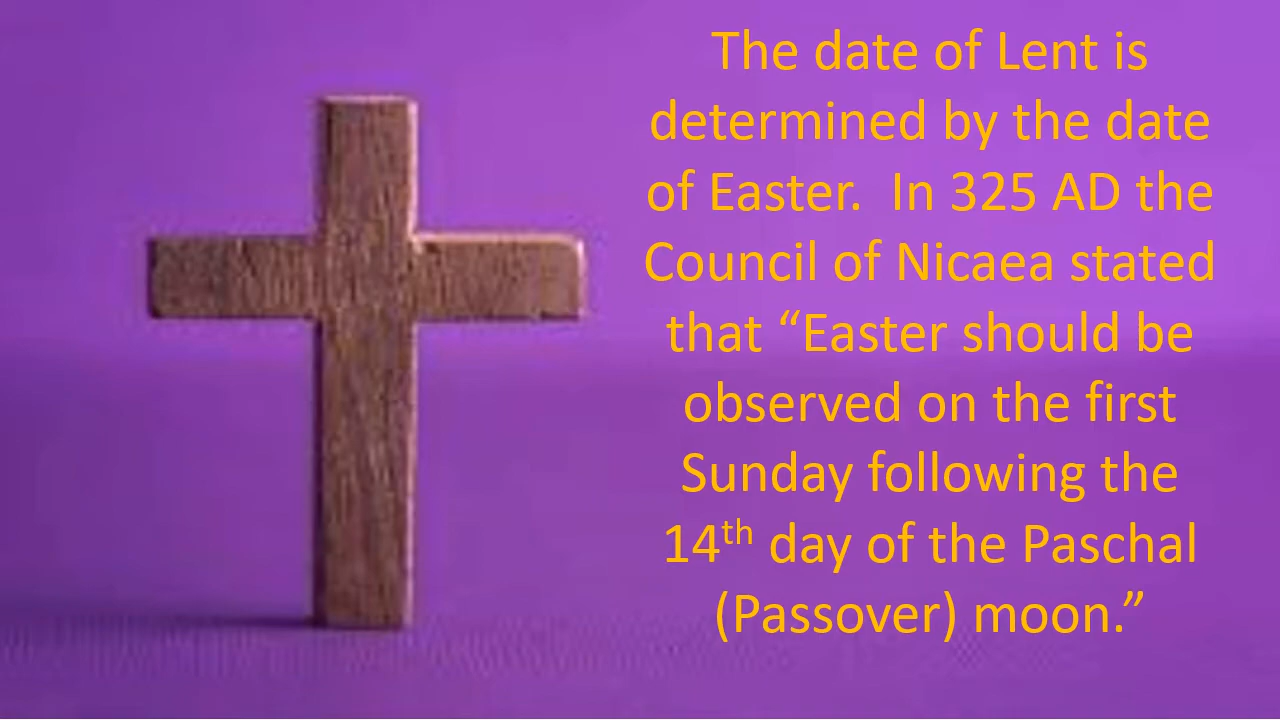 The date of Lent is
determined by the date
of Easter.  In 325 AD the
Council of Nicaea stated
that “Easter should be
observed on the first
Sunday following the
14th day of the Paschal
(Passover) moon.”